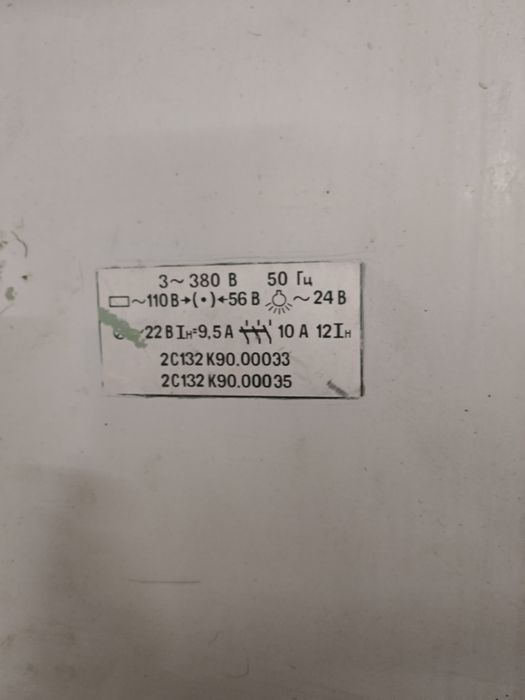 3~ 380 В 50 Гц
~110 В→(•)←56 В ~ 24 В
~22 В Iн=9,5 А 10 А 12Iн
2С132 К90.00033
2С132 К90.00035